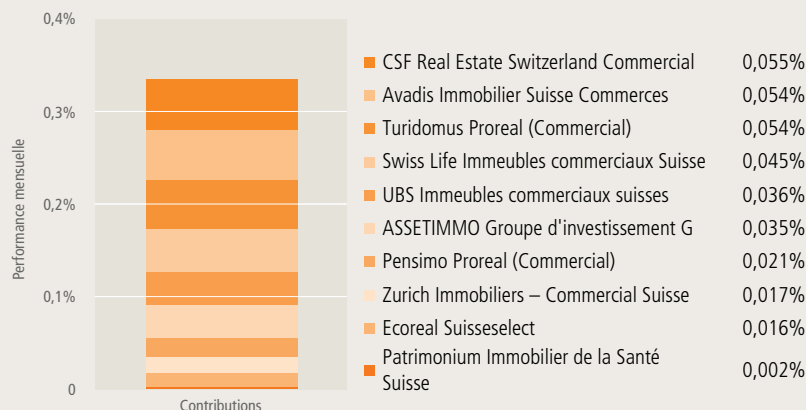 0,4%
0,3%
0,2%
0,1%
0
Performance mensuelle
Contributions
CSF Real Estate Switzerland Commercial 0,055%
Avadis Immobilier Suisse Commerces 0,054%
Turidomus Proreal (Commercial) 0,054%
Swiss Life Immeubles commerciaux Suisse 0,045%
UBS Immeubles commerciaux suisses 0,036%
ASSETIMMO Groupe d'investissement G 0,035%
Pensimo Proreal (Commercial) 0,021%
Zurich Immobiliers – Commercial Suisse 0,017%
Ecoreal Suisseselect 0,016%
Patrimonium Immobilier de la Santé
Suisse 0,002%